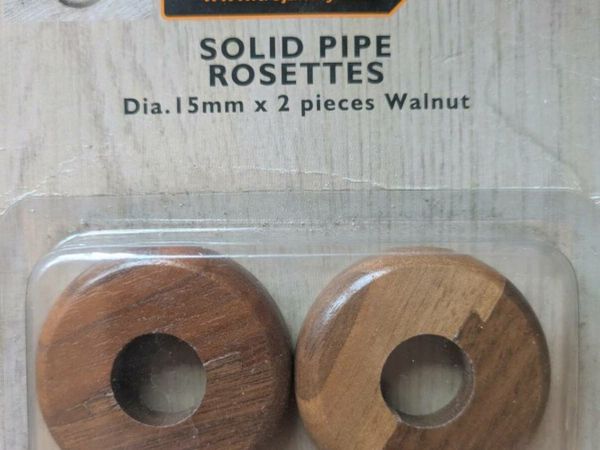 SOLID PIPE
ROSETTES
Dia.15mm x 2 pieces Walnut